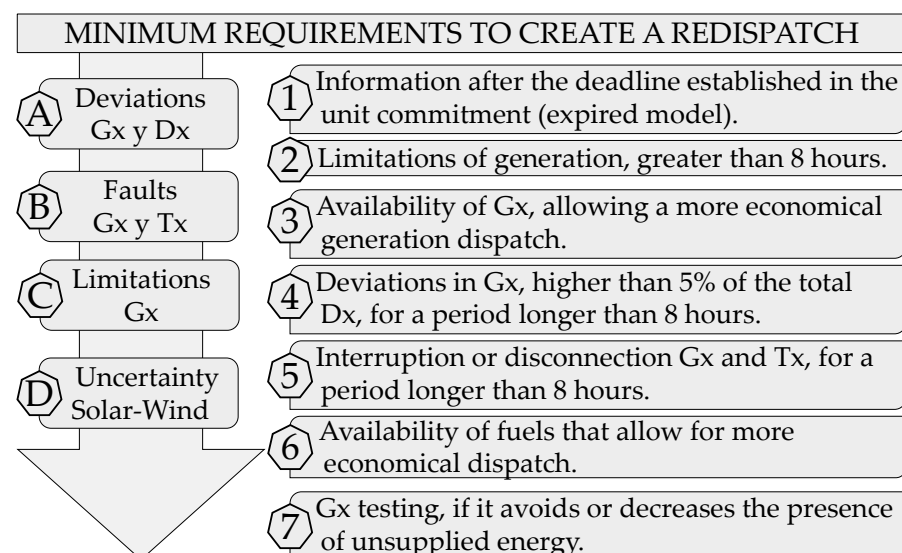 MINIMUM REQUIREMENTS TO CREATE A REDISPATCH
A
Deviations
Gx y Dx
B
Faults
Gx y Tx
C
Limitations
Gx
D
Uncertainty
Solar-Wind
1
Information after the deadline established in the
unit commitment (expired model).
2
Limitations of generation, greater than 8 hours.
3
Availability of Gx, allowing a more economical
generation dispatch.
4
Deviations in Gx, higher than 5% of the total
Dx, for a period longer than 8 hours.
5
Interruption or disconnection Gx and Tx, for a
period longer than 8 hours.
6
Availability of fuels that allow for more
economical dispatch.
7
Gx testing, if it avoids or decreases the presence
of unsupplied energy.